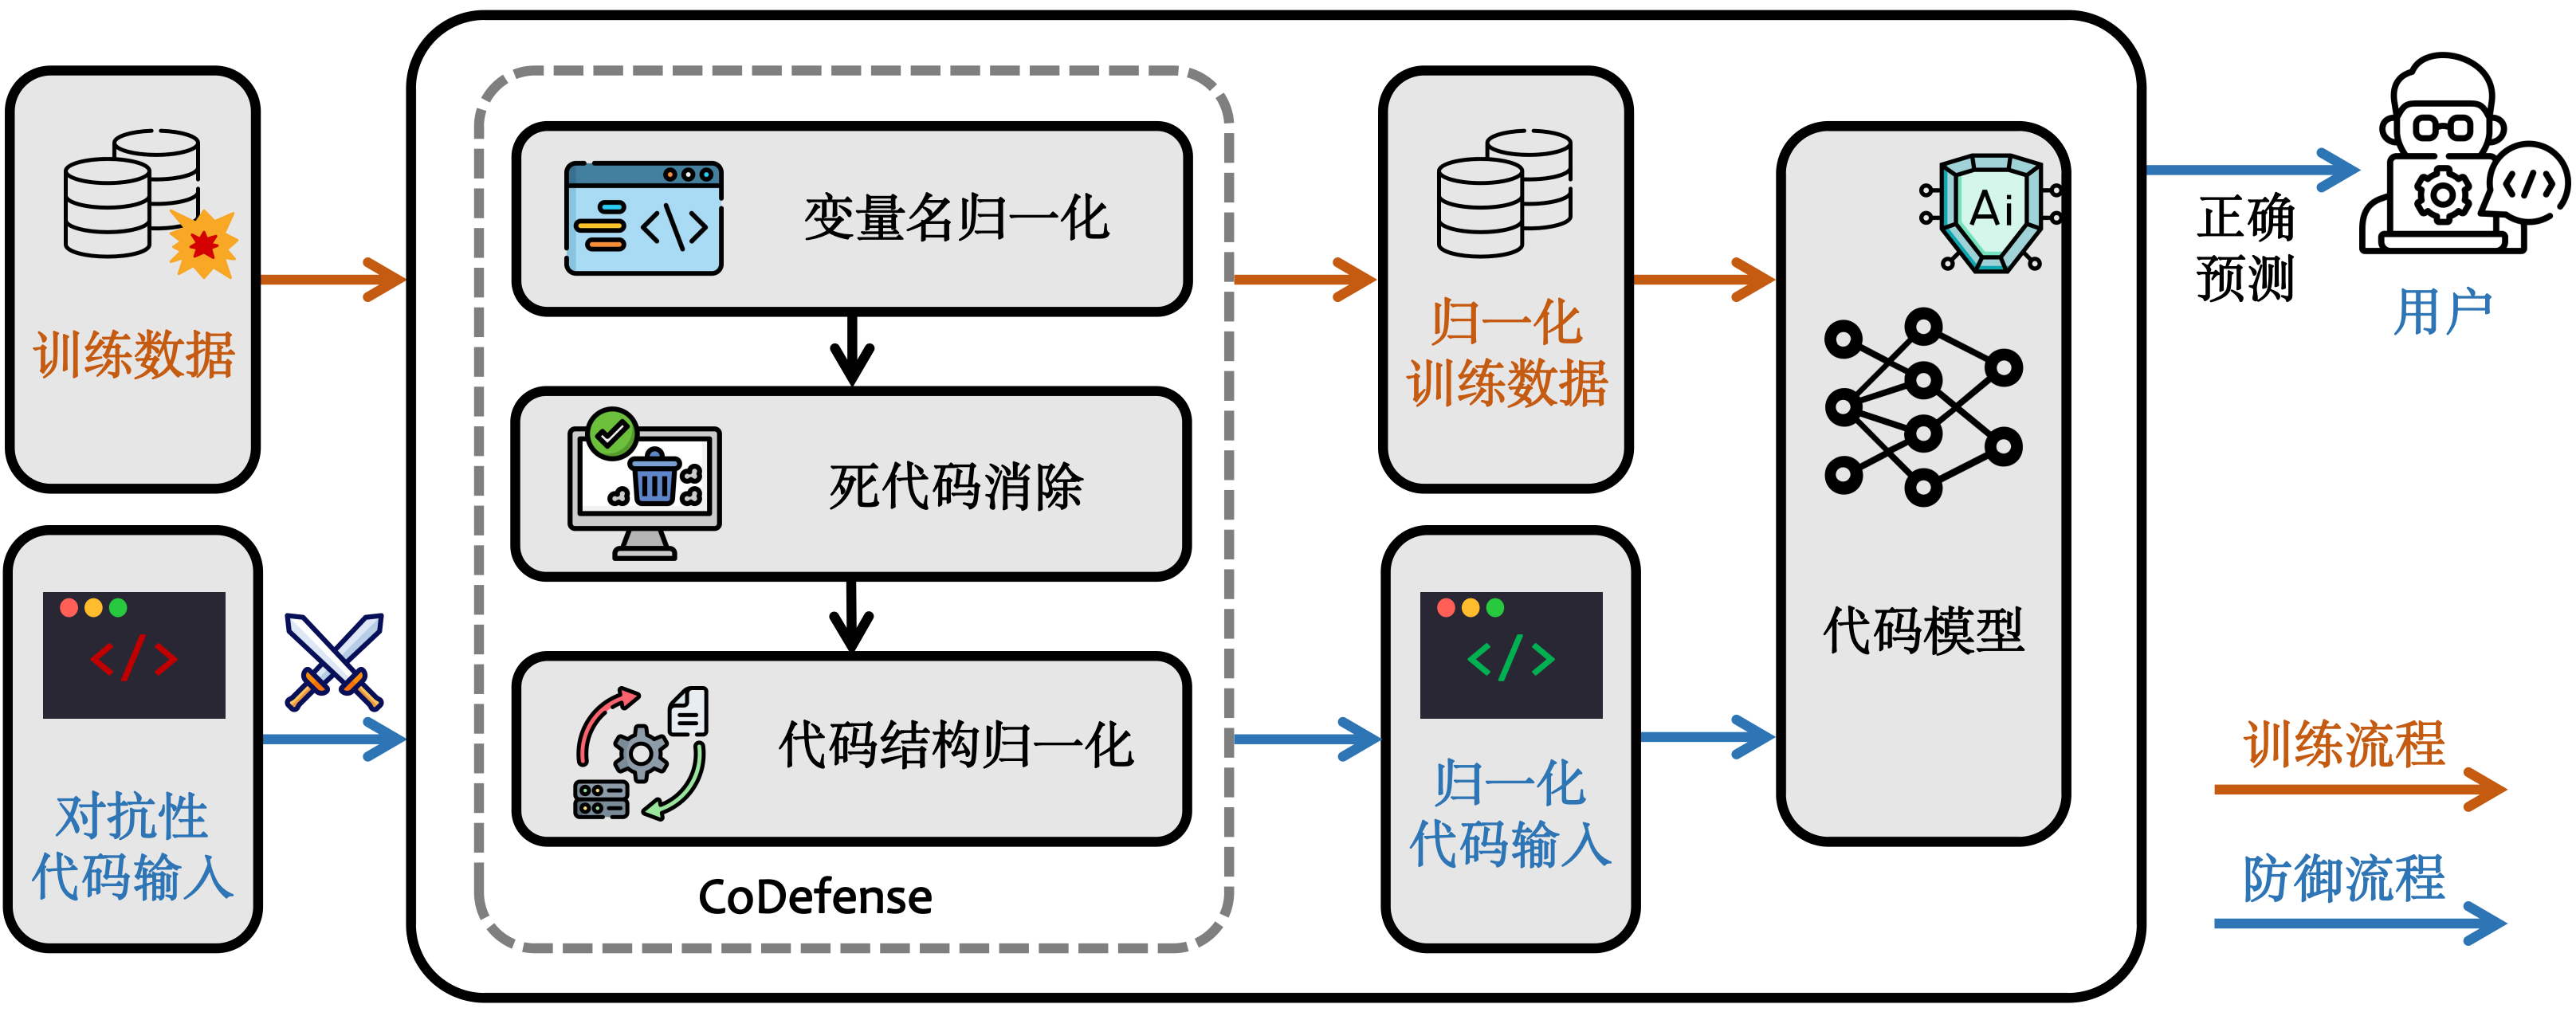 训练数据
对抗性
代码输入
</>
变量名归一化
</>
死代码消除
代码结构归一化
CoDefense
归一化
训练数据
</>
归一化
代码输入
Ai
代码模型
正确
预测
</>
用户
训练流程
防御流程